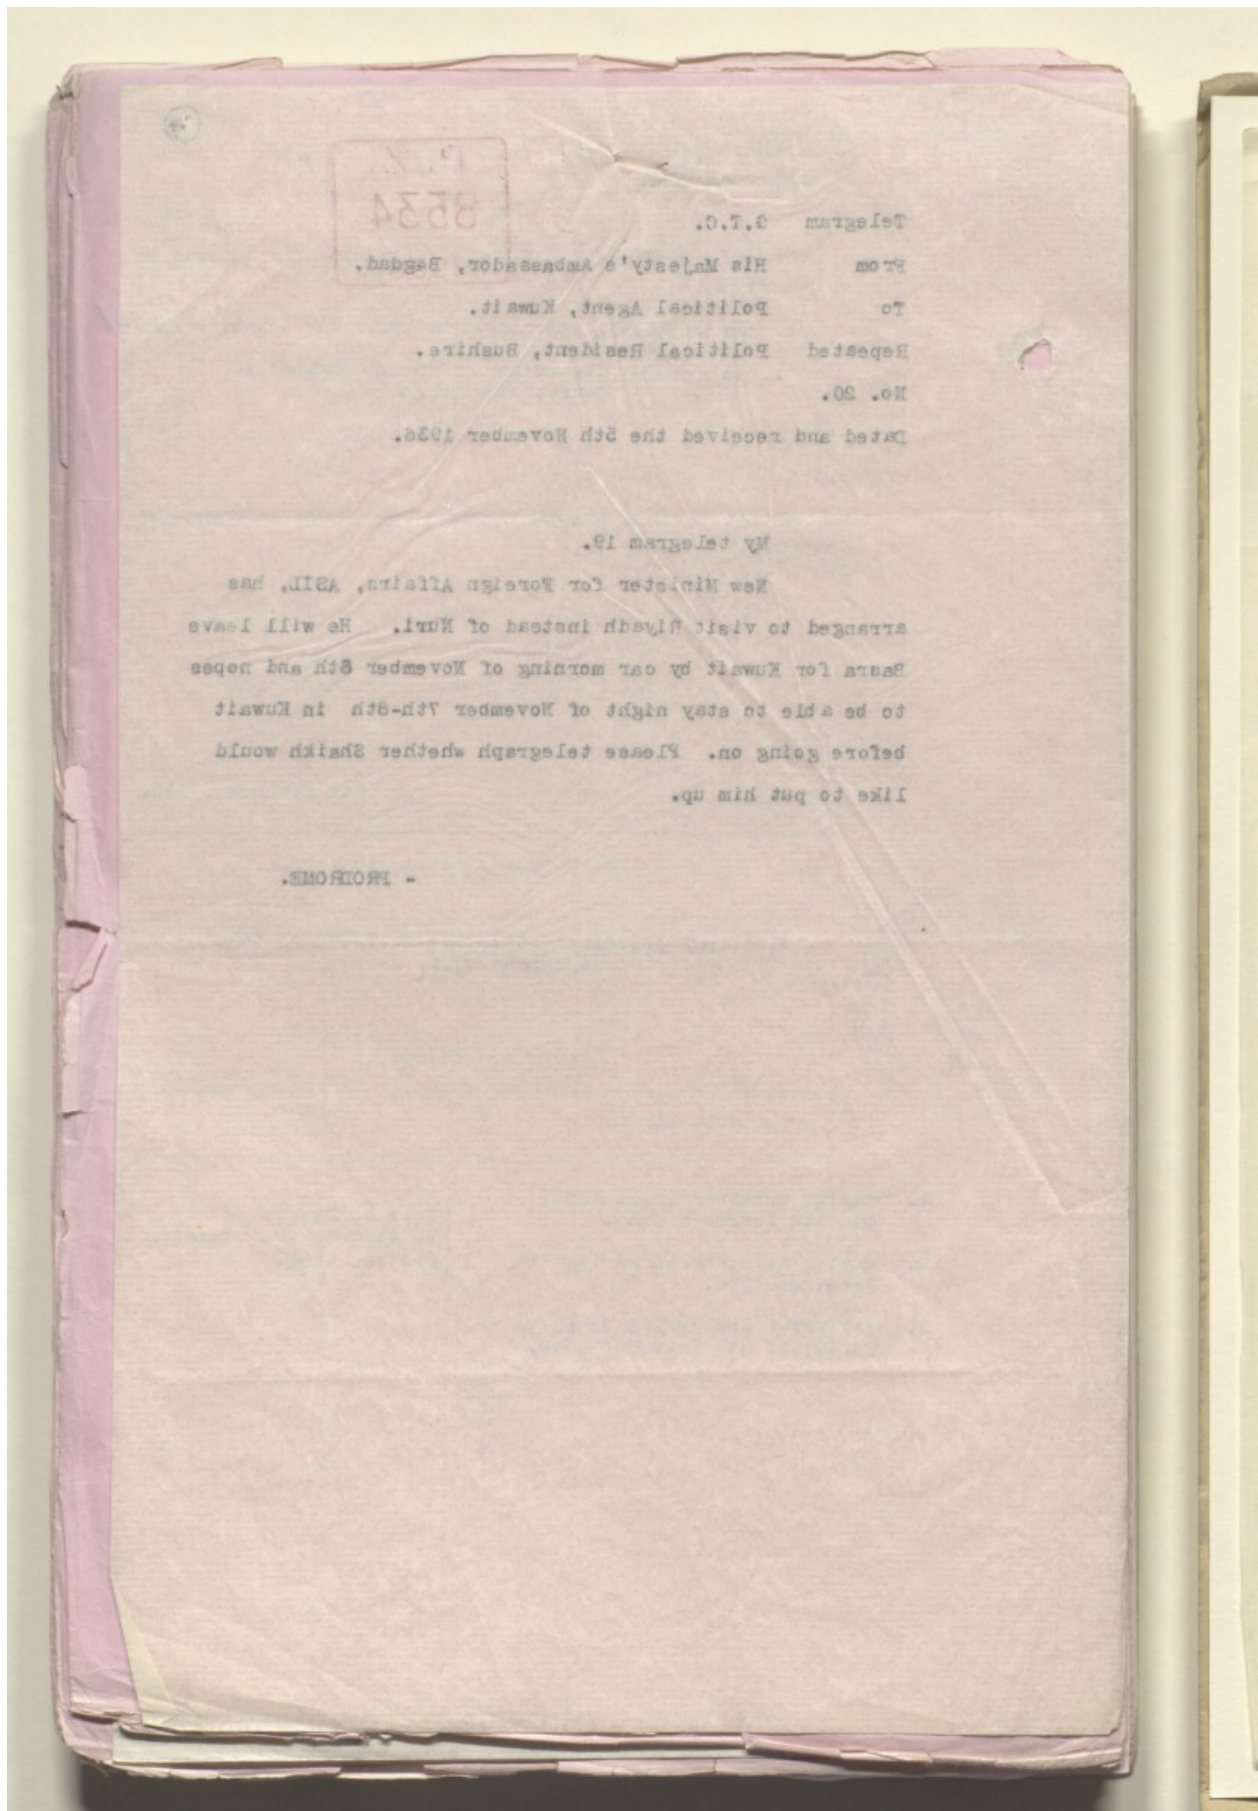 P.Z.
8534
Telegram G.T.C.
From His Majesty's Ambassador, Bagdad.
To Political Agent, Kuwait.
Repeated Political Resident, Bushire.
No. 20.
Dated and received the 5th November 1936.
My telegram 19.
New Minister for Foreign Affairs, ASIL, has
arranged to visit Riyadh instead of Nuri. He will leave
Basra for Kuwait by car morning of November 8th and nopes
to be able to stay night of November 7th-8th in Kuwait
before going on. Please telegraph whether Shaikh would
like to put him up.
- PRODROME.